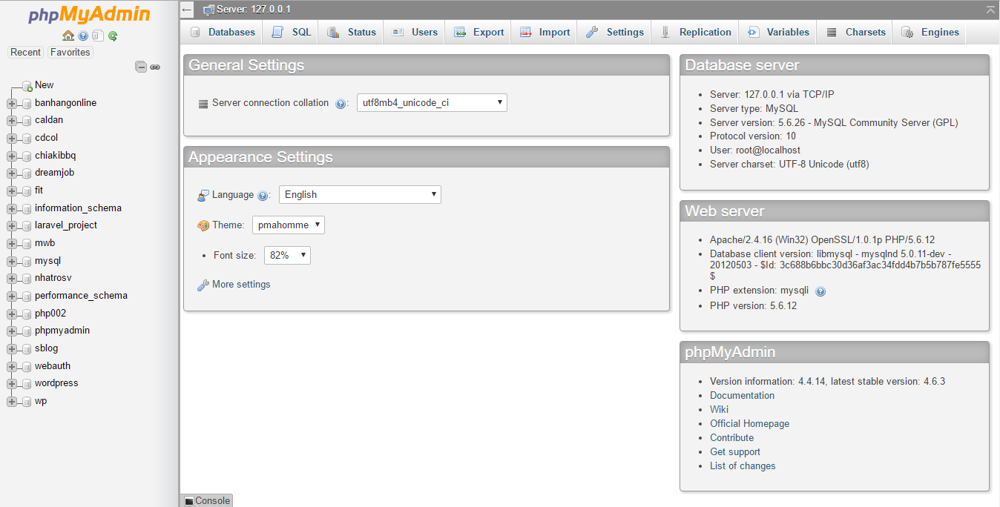 phpMyAdmin
Recent Favorites
New
banhangonline
caldan
cdcol
chiakibbq
dreamjob
fit
information_schema
laravel_project
mwb
mysql
nhatrosv
performance_schema
php002
phpmyadmin
sblog
webauth
wordpress
wp
Server: 127.0.0.1
Databases SQL Status Users Export Import Settings Replication Variables Charsets Engines
General Settings
Server connection collation : utf8mb4_unicode_ci
Appearance Settings
Language : English
Theme: pmahomme
Font size: 82%
More settings
Database server
Server: 127.0.0.1 via TCP/IP
Server type: MySQL
Server version: 5.6.26 - MySQL Community Server (GPL)
Protocol version: 10
User: root@localhost
Server charset: UTF-8 Unicode (utf8)
Web server
Apache/2.4.16 (Win32) OpenSSL/1.0.1p PHP/5.6.12
Database client version: libmysql - mysqlnd 5.0.11-dev -
20120503 - $Id: 3c688b6bbc30d36af3ac34fdd4b7b5b787fe5555
$
PHP extension: mysqli
PHP version: 5.6.12
phpMyAdmin
Version information: 4.4.14, latest stable version: 4.6.3
Documentation
Wiki
Official Homepage
Contribute
Get support
List of changes
Console